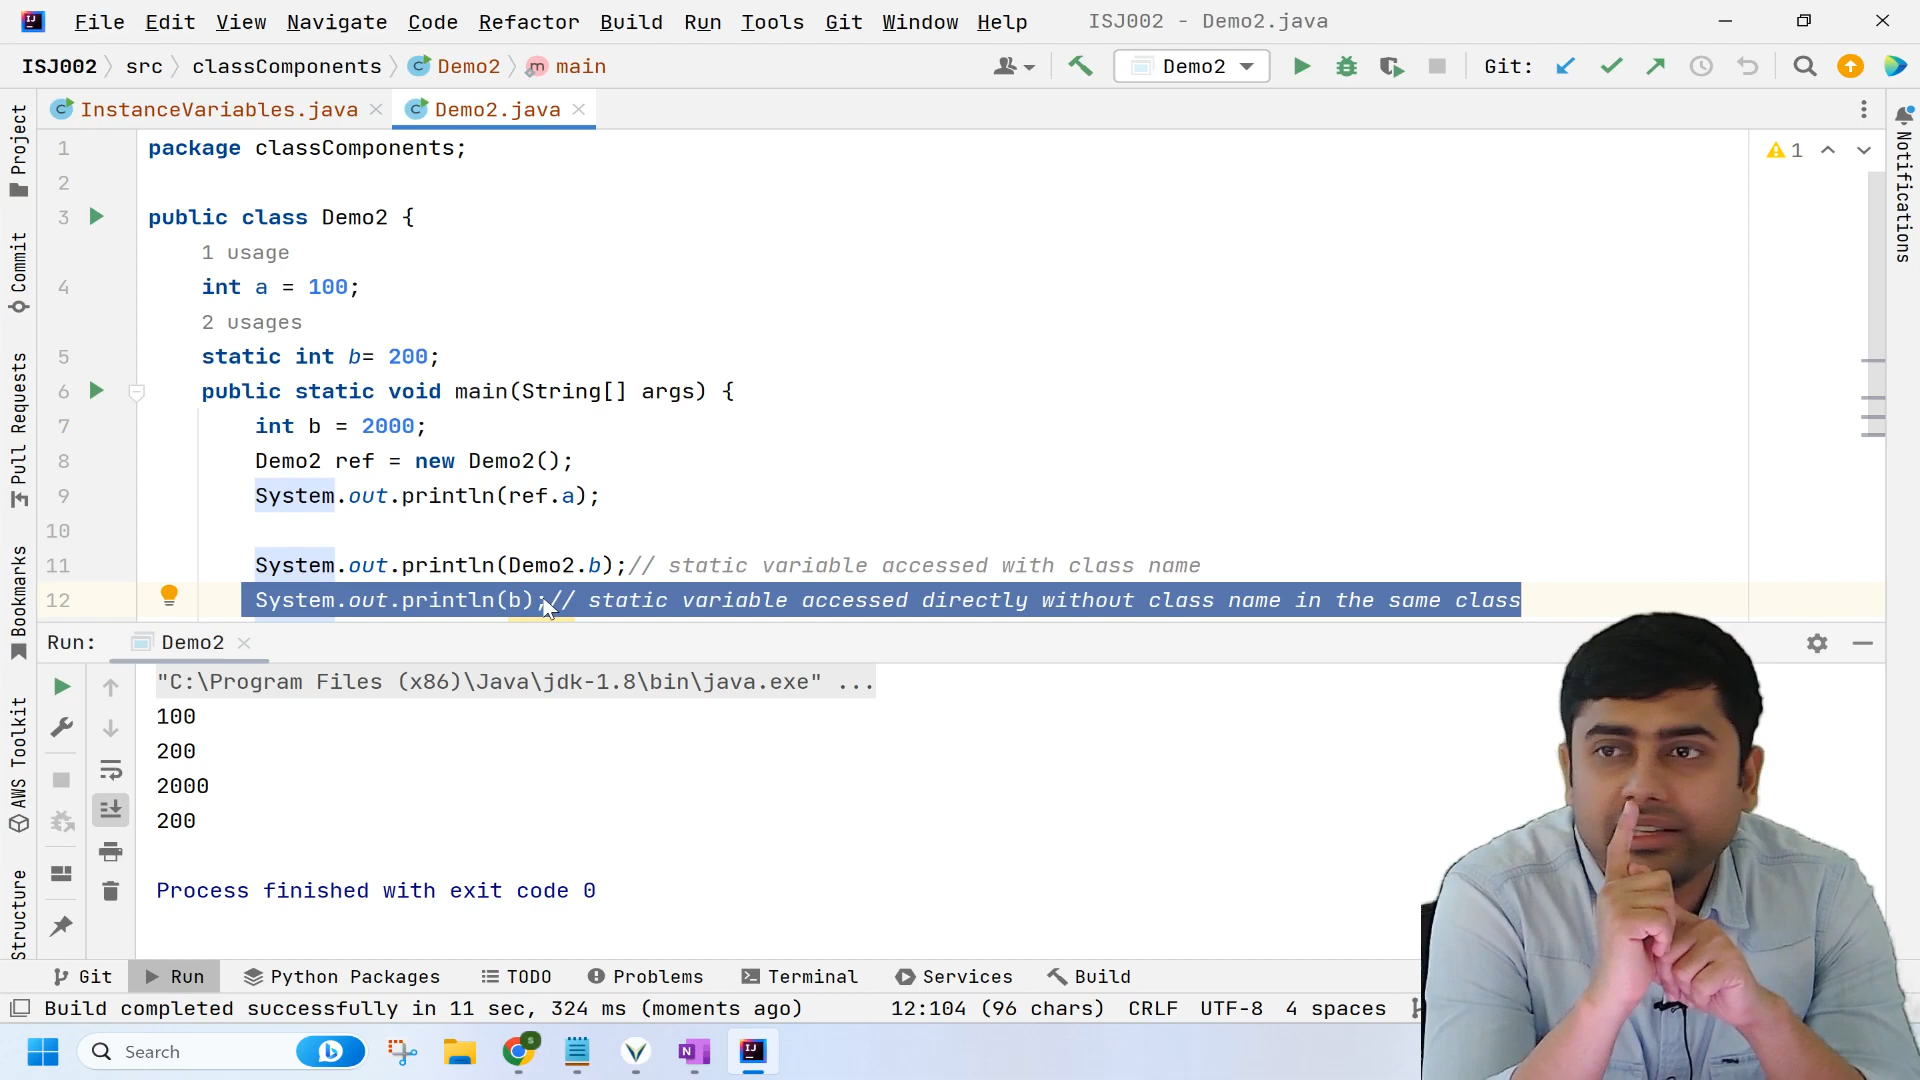 File Edit View Navigate Code Refactor Build Run Tools Git Window Help ISJ002 - Demo2.java
ISJ002 src classComponents Demo2 main Demo2 Git:
InstanceVariables.java Demo2.java
1 package classComponents;
1
2
3 public class Demo2 {
1 usage
4 int a = 100;
2 usages
5 static int b= 200;
6 public static void main(String[] args) {
7 int b = 2000;
8 Demo2 ref = new Demo2();
9 System.out.println(ref.a);
10
11 System.out.println(Demo2.b);// static variable accessed with class name
12 System.out.println(b);// static variable accessed directly without class name in the same class
Project
Commit
Pull Requests
Bookmarks
AWS Toolkit
Structure
Notifications
Run: Demo2
"C:\Program Files (x86)\Java\jdk-1.8\bin\java.exe" ...
100
200
2000
200
Process finished with exit code 0
Git Run Python Packages TODO Problems Terminal Services Build
Build completed successfully in 11 sec, 324 ms (moments ago) 12:104 (96 chars) CRLF UTF-8 4 spaces
Search